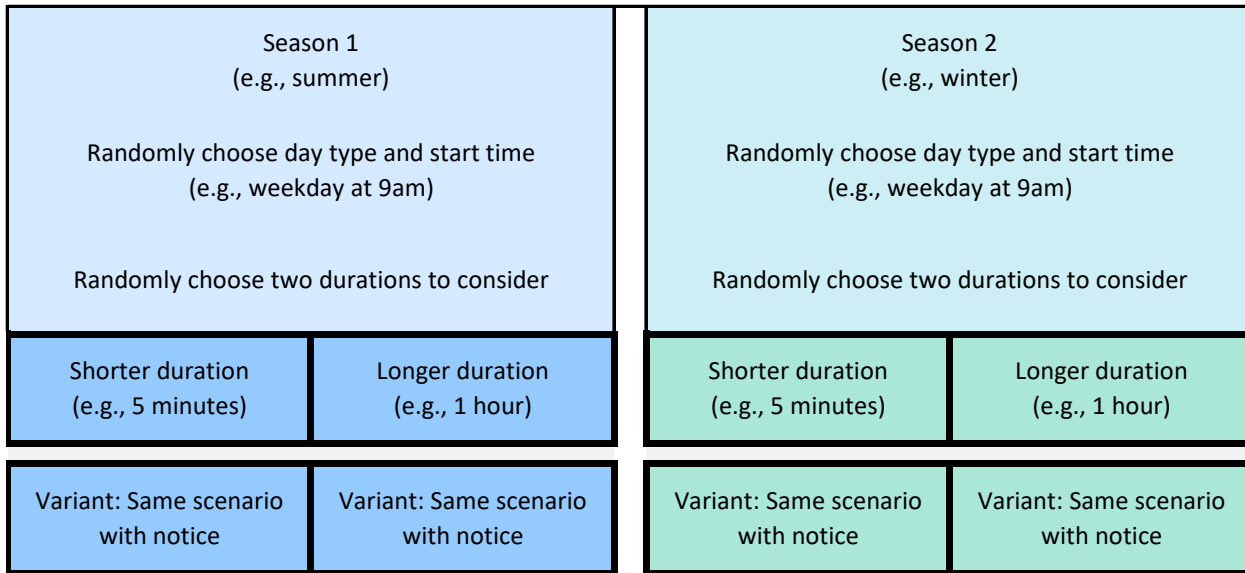 Season 1
(e.g., summer)
Randomly choose day type and start time
(e.g., weekday at 9am)
Randomly choose two durations to consider
Season 2
(e.g., winter)
Randomly choose day type and start time
(e.g., weekday at 9am)
Randomly choose two durations to consider
Shorter duration
(e.g., 5 minutes)
Longer duration
(e.g., 1 hour)
Shorter duration
(e.g., 5 minutes)
Longer duration
(e.g., 1 hour)
Variant: Same scenario
with notice
Variant: Same scenario
with notice
Variant: Same scenario
with notice
Variant: Same scenario
with notice